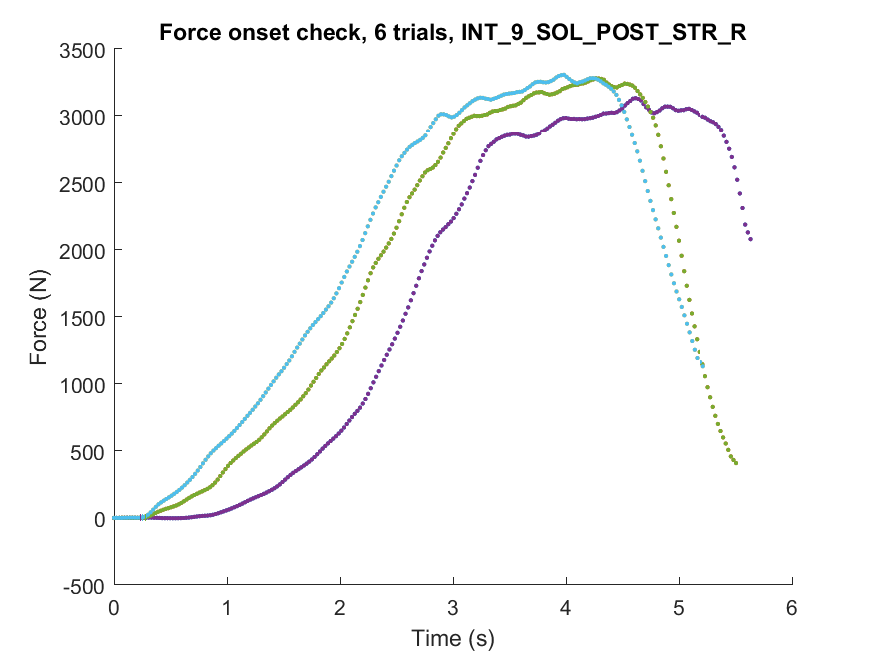 Force onset check, 6 trials, INT_9_SOL_POST_STR_R
3500
3000
2500
2000
1500
1000
500
0
-500
Force (N)
0 1 2 3 4 5 6
Time (s)